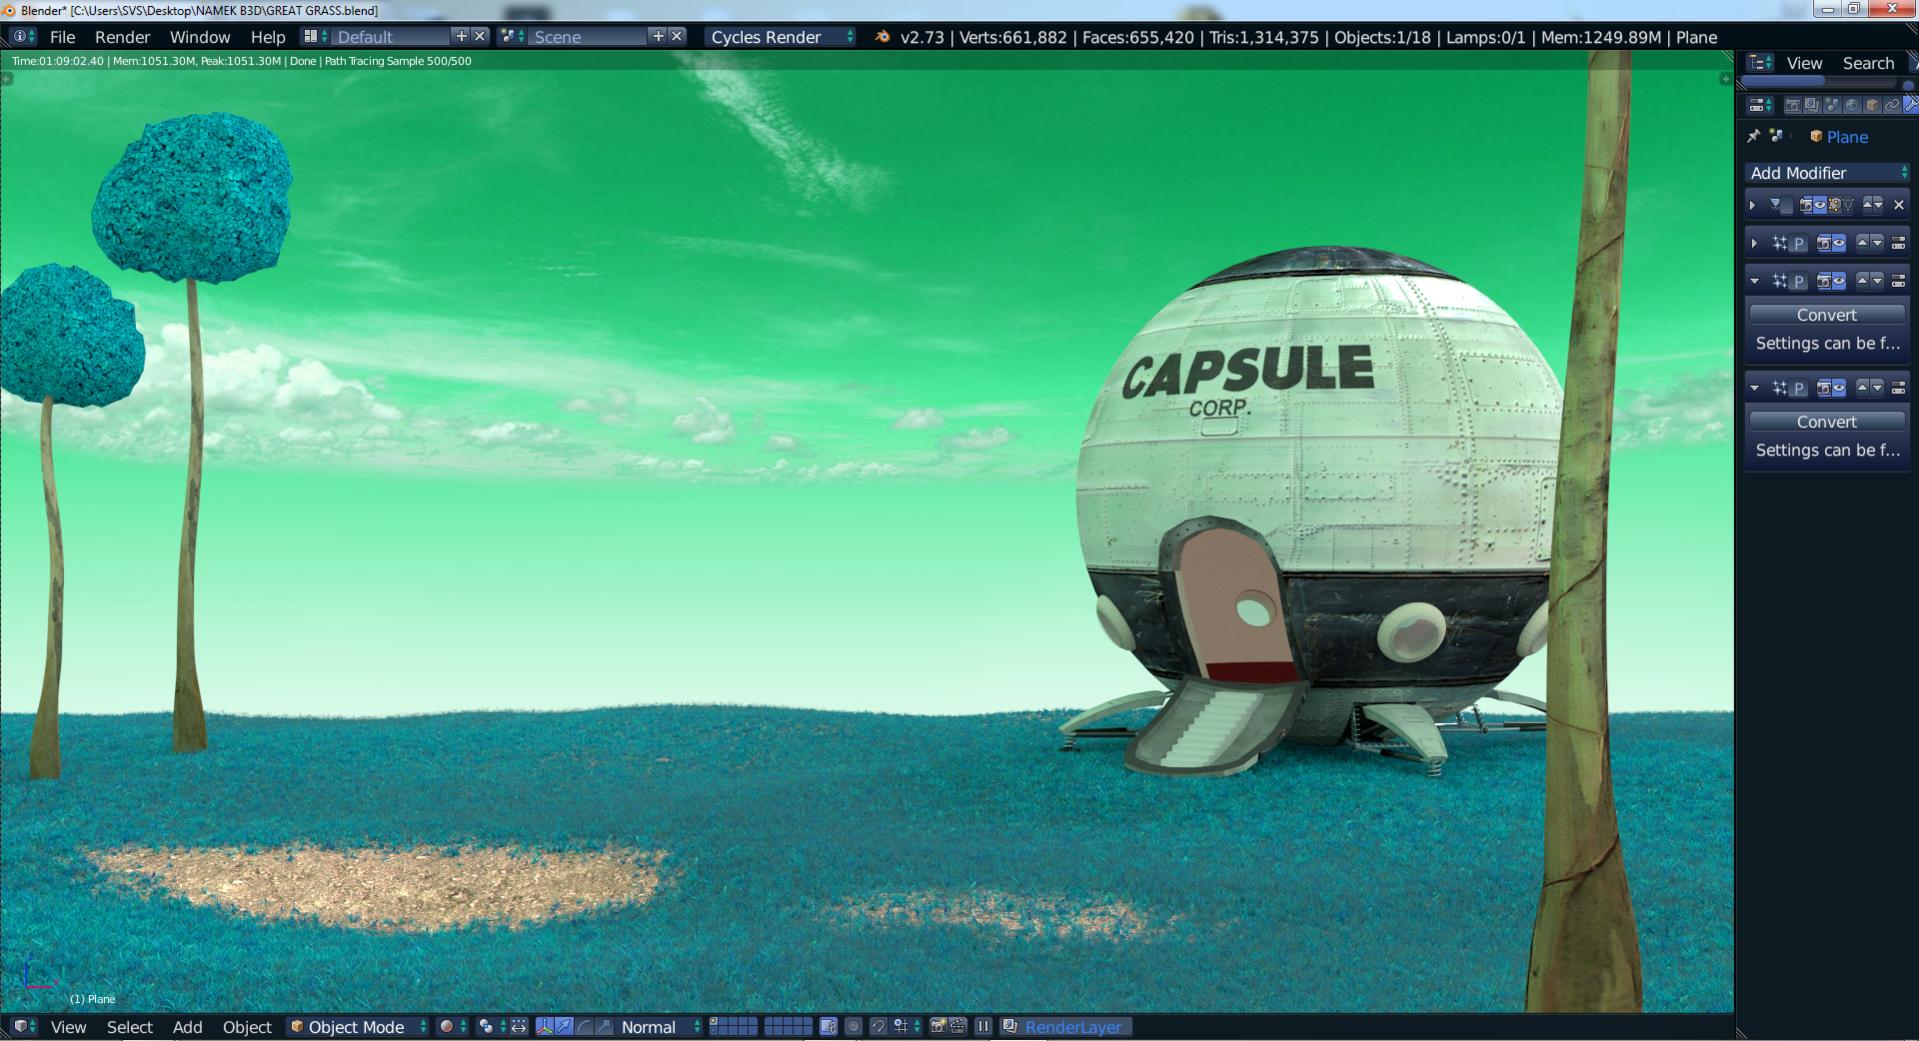 Blender* [C:\Users\SVS\Desktop\NAMEK B3D\GREAT GRASS.blend]
File Render Window Help Default Scene Cycles Render v2.73 | Verts:661,882 | Faces:655,420 | Tris:1,314,375 | Objects:1/18 | Lamps:0/1 | Mem:1249.89M | Plane
Time:01:09:02.40 | Mem:1051.30M, Peak:1051.30M | Done | Path Tracing Sample 500/500
View Search
Plane
Add Modifier
P
P
Convert
Settings can be f...
P
Convert
Settings can be f...
CAPSULE
CORP.
(1) Plane
View Select Add Object Object Mode Normal RenderLayer